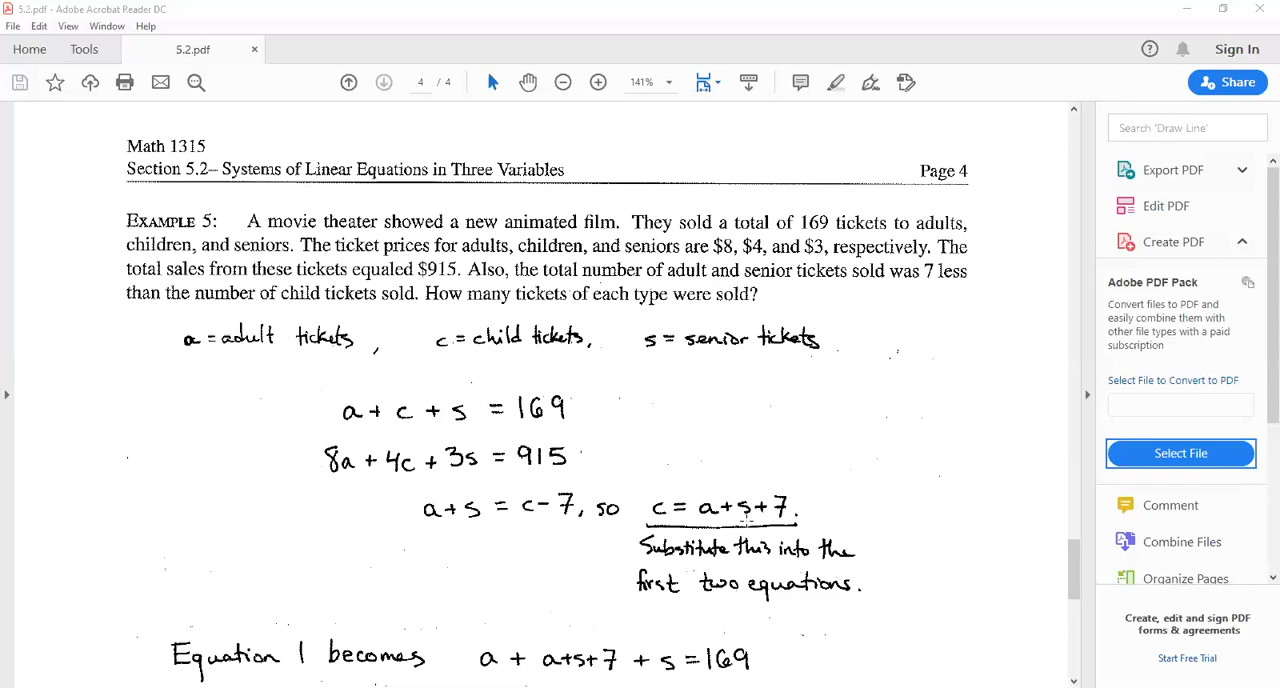 5.2.pdf - Adobe Acrobat Reader DC
File Edit View Window Help
Home Tools 5.2.pdf × Sign In
4 / 4 141% Share
Math 1315
Section 5.2– Systems of Linear Equations in Three Variables Page 4
EXAMPLE 5: A movie theater showed a new animated film. They sold a total of 169 tickets to adults,
children, and seniors. The ticket prices for adults, children, and seniors are $8, $4, and $3, respectively. The
total sales from these tickets equaled $915. Also, the total number of adult and senior tickets sold was 7 less
than the number of child tickets sold. How many tickets of each type were sold?
a = adult tickets, c = child tickets, s = senior tickets
a + c + s = 169
8a + 4c + 3s = 915
a + s = c - 7, so c = a + s + 7.
Substitute this into the
first two equations.
Equation 1 becomes a + a+s+7 + s = 169
Search 'Draw Line'
Export PDF
Edit PDF
Create PDF
Adobe PDF Pack
Convert files to PDF and
easily combine them with
other file types with a paid
subscription
Select File to Convert to PDF
Select File
Comment
Combine Files
Organize Pages
Create, edit and sign PDF
forms & agreements
Start Free Trial